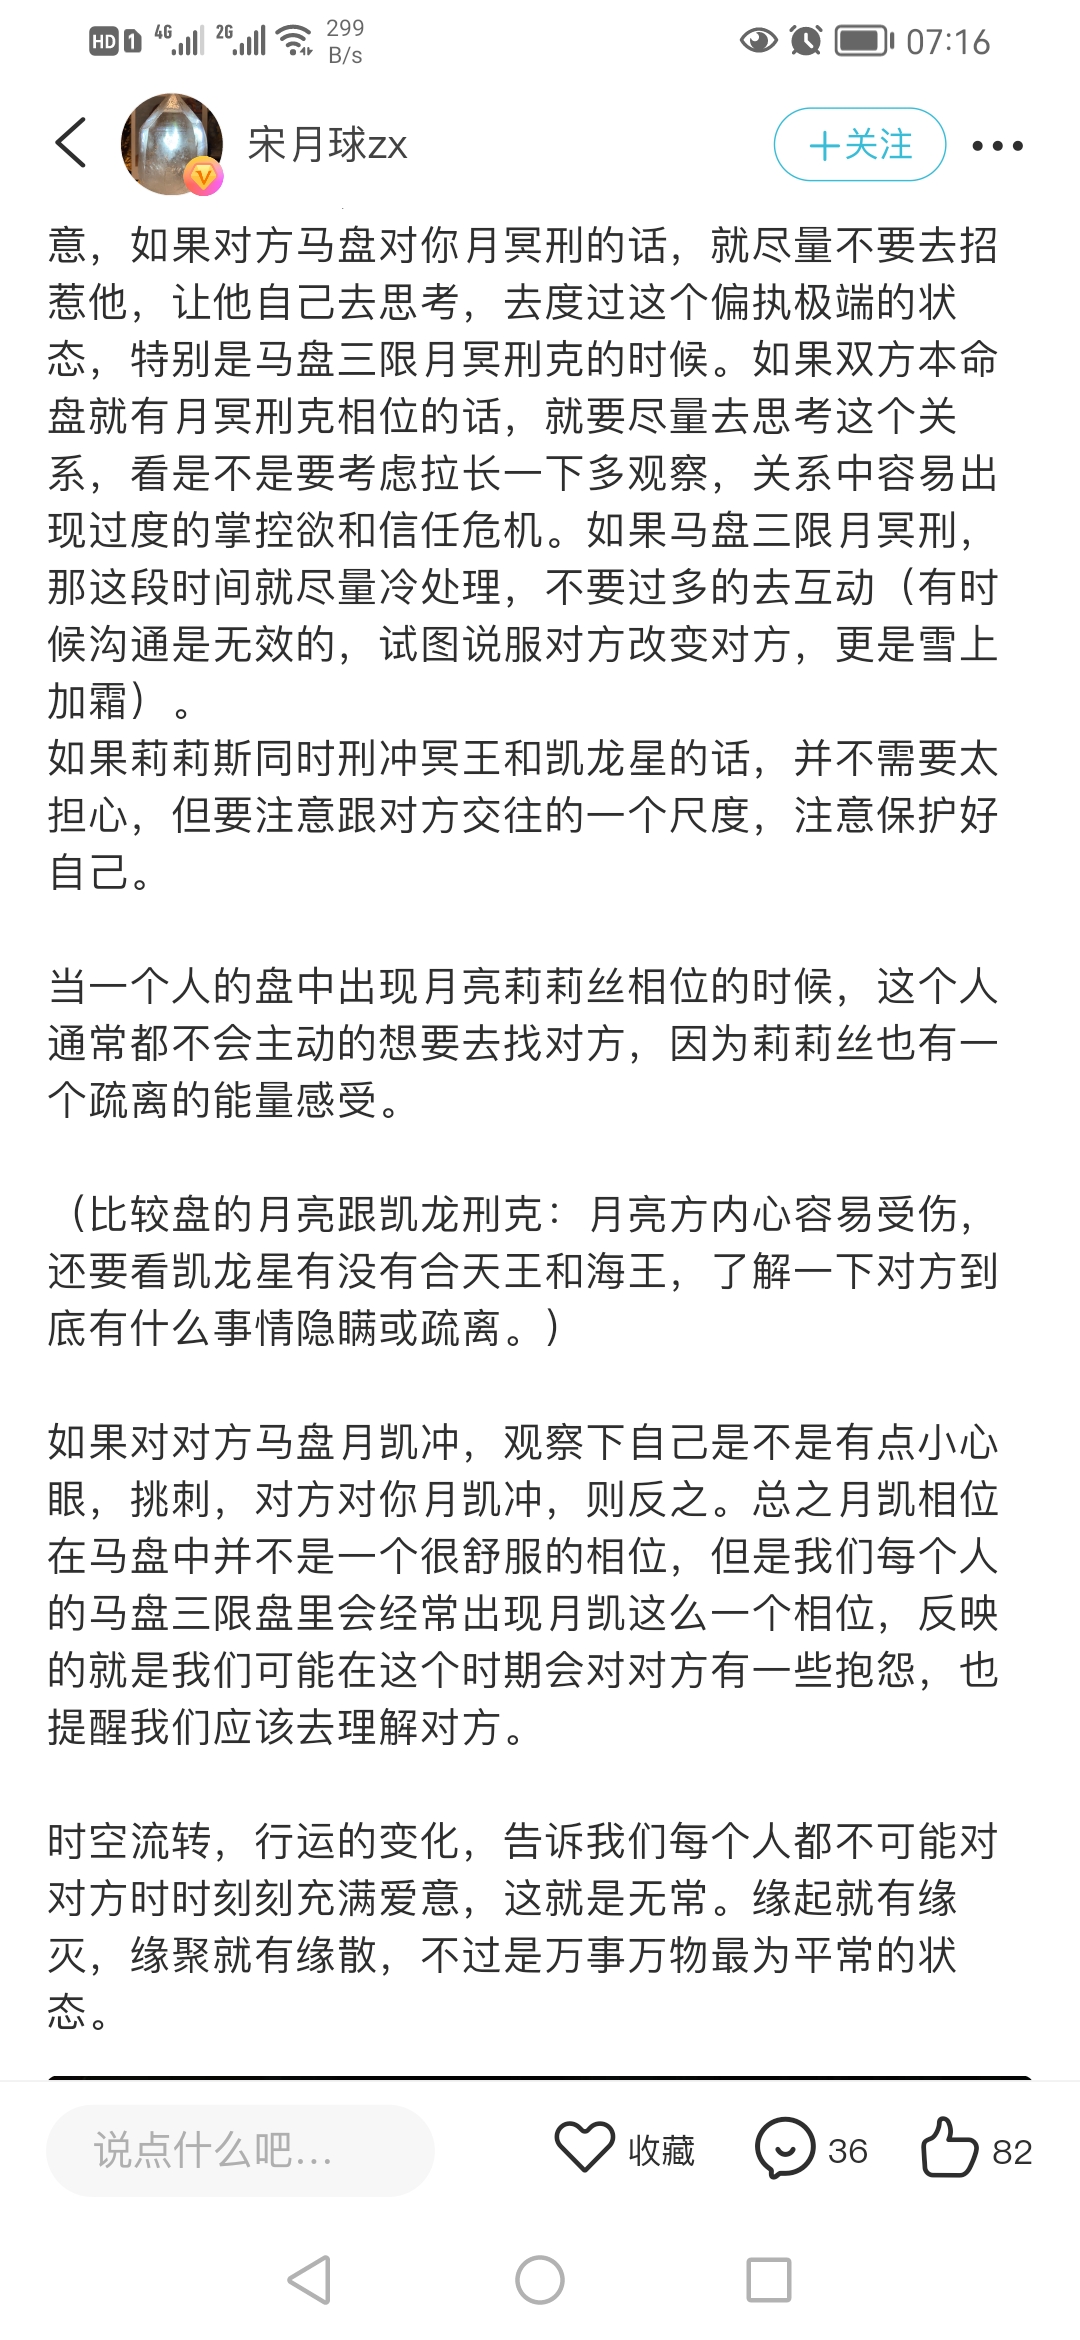 HD 1 4G 2G 299 B/s 07:16
宋月球zx
+关注
意，如果对方马盘对你月冥刑的话，就尽量不要去招
惹他，让他自己去思考，去度过这个偏执极端的状
态，特别是马盘三限月冥刑克的时候。如果双方本命
盘就有月冥刑克相位的话，就要尽量去思考这个关
系，看是不是要考虑拉长一下多观察，关系中容易出
现过度的掌控欲和信任危机。如果马盘三限月冥刑，
那这段时间就尽量冷处理，不要过多的去互动（有时
候沟通是无效的，试图说服对方改变对方，更是雪上
加霜）。
如果莉莉斯同时刑冲冥王和凯龙星的话，并不需要太
担心，但要注意跟对方交往的一个尺度，注意保护好
自己。
当一个人的盘中出现月亮莉莉丝相位的时候，这个人
通常都不会主动的想要去找对方，因为莉莉丝也有一
个疏离的能量感受。
（比较盘的月亮跟凯龙刑克：月亮方内心容易受伤，
还要看凯龙星有没有合天王和海王，了解一下对方到
底有什么事情隐瞒或疏离。）
如果对对方马盘月凯冲，观察下自己是不是有点小心
眼，挑刺，对方对你月凯冲，则反之。总之月凯相位
在马盘中并不是一个很舒服的相位，但是我们每个人
的马盘三限盘里会经常出现月凯这么一个相位，反映
的就是我们可能在这个时期会对对方有一些抱怨，也
提醒我们应该去理解对方。
时空流转，行运的变化，告诉我们每个人都不可能对
对方时时刻刻充满爱意，这就是无常。缘起就有缘
灭，缘聚就有缘散，不过是万事万物最为平常的状
态。
说点什么吧...
收藏
36
82